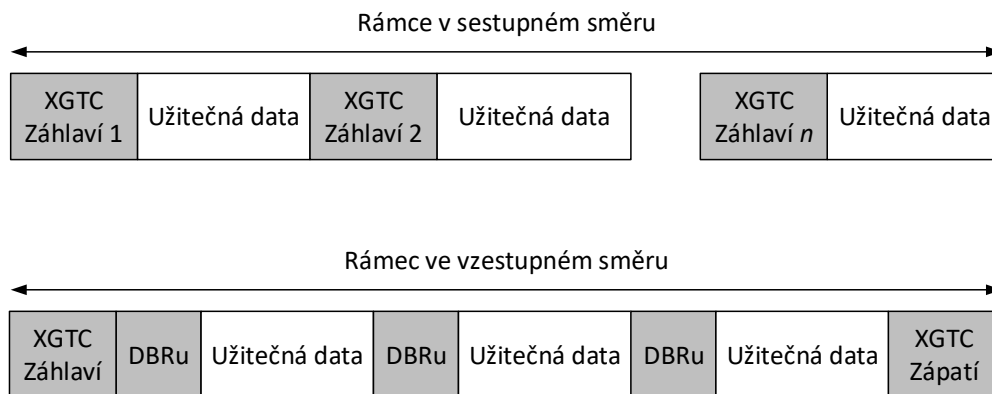 Rámce v sestupném směru
XGTC Záhlaví 1
Užitečná data
XGTC Záhlaví 2
Užitečná data
XGTC Záhlaví n
Užitečná data
Rámec ve vzestupném směru
XGTC Záhlaví
DBRu
Užitečná data
DBRu
Užitečná data
DBRu
Užitečná data
XGTC Zápatí